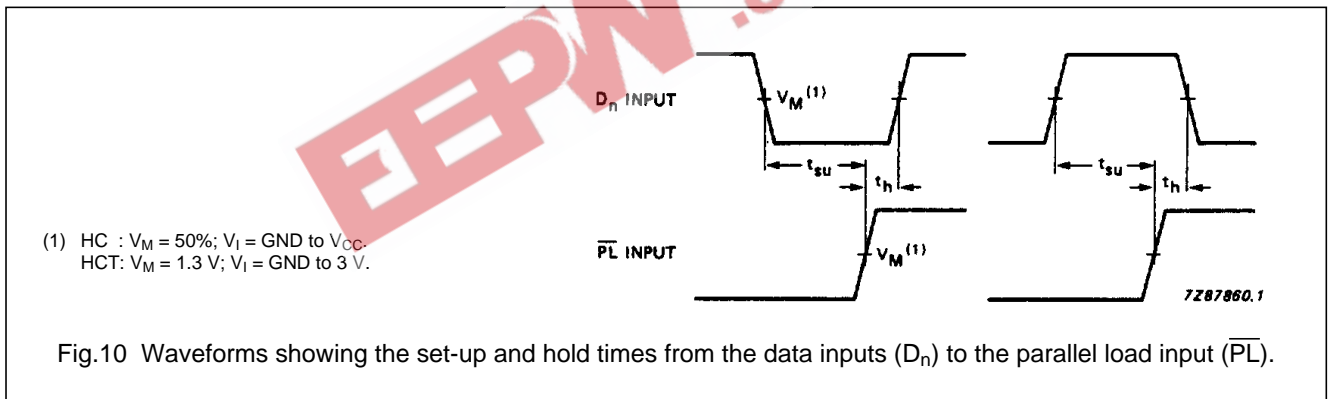 EEPW.c
Dn INPUT
VM(1)
tsu
th
tsu
th
(1) HC : VM = 50%; VI = GND to VCC.
HCT: VM = 1.3 V; VI = GND to 3 V.
PL INPUT
VM(1)
7Z87860.1
Fig.10 Waveforms showing the set-up and hold times from the data inputs (Dn) to the parallel load input (PL).